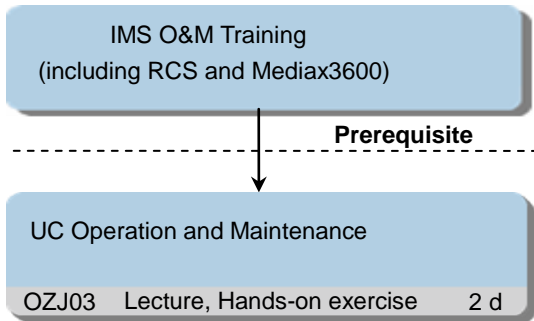 IMS O&M Training
(including RCS and Mediax3600)
Prerequisite
UC Operation and Maintenance
OZJ03 Lecture, Hands-on exercise 2 d